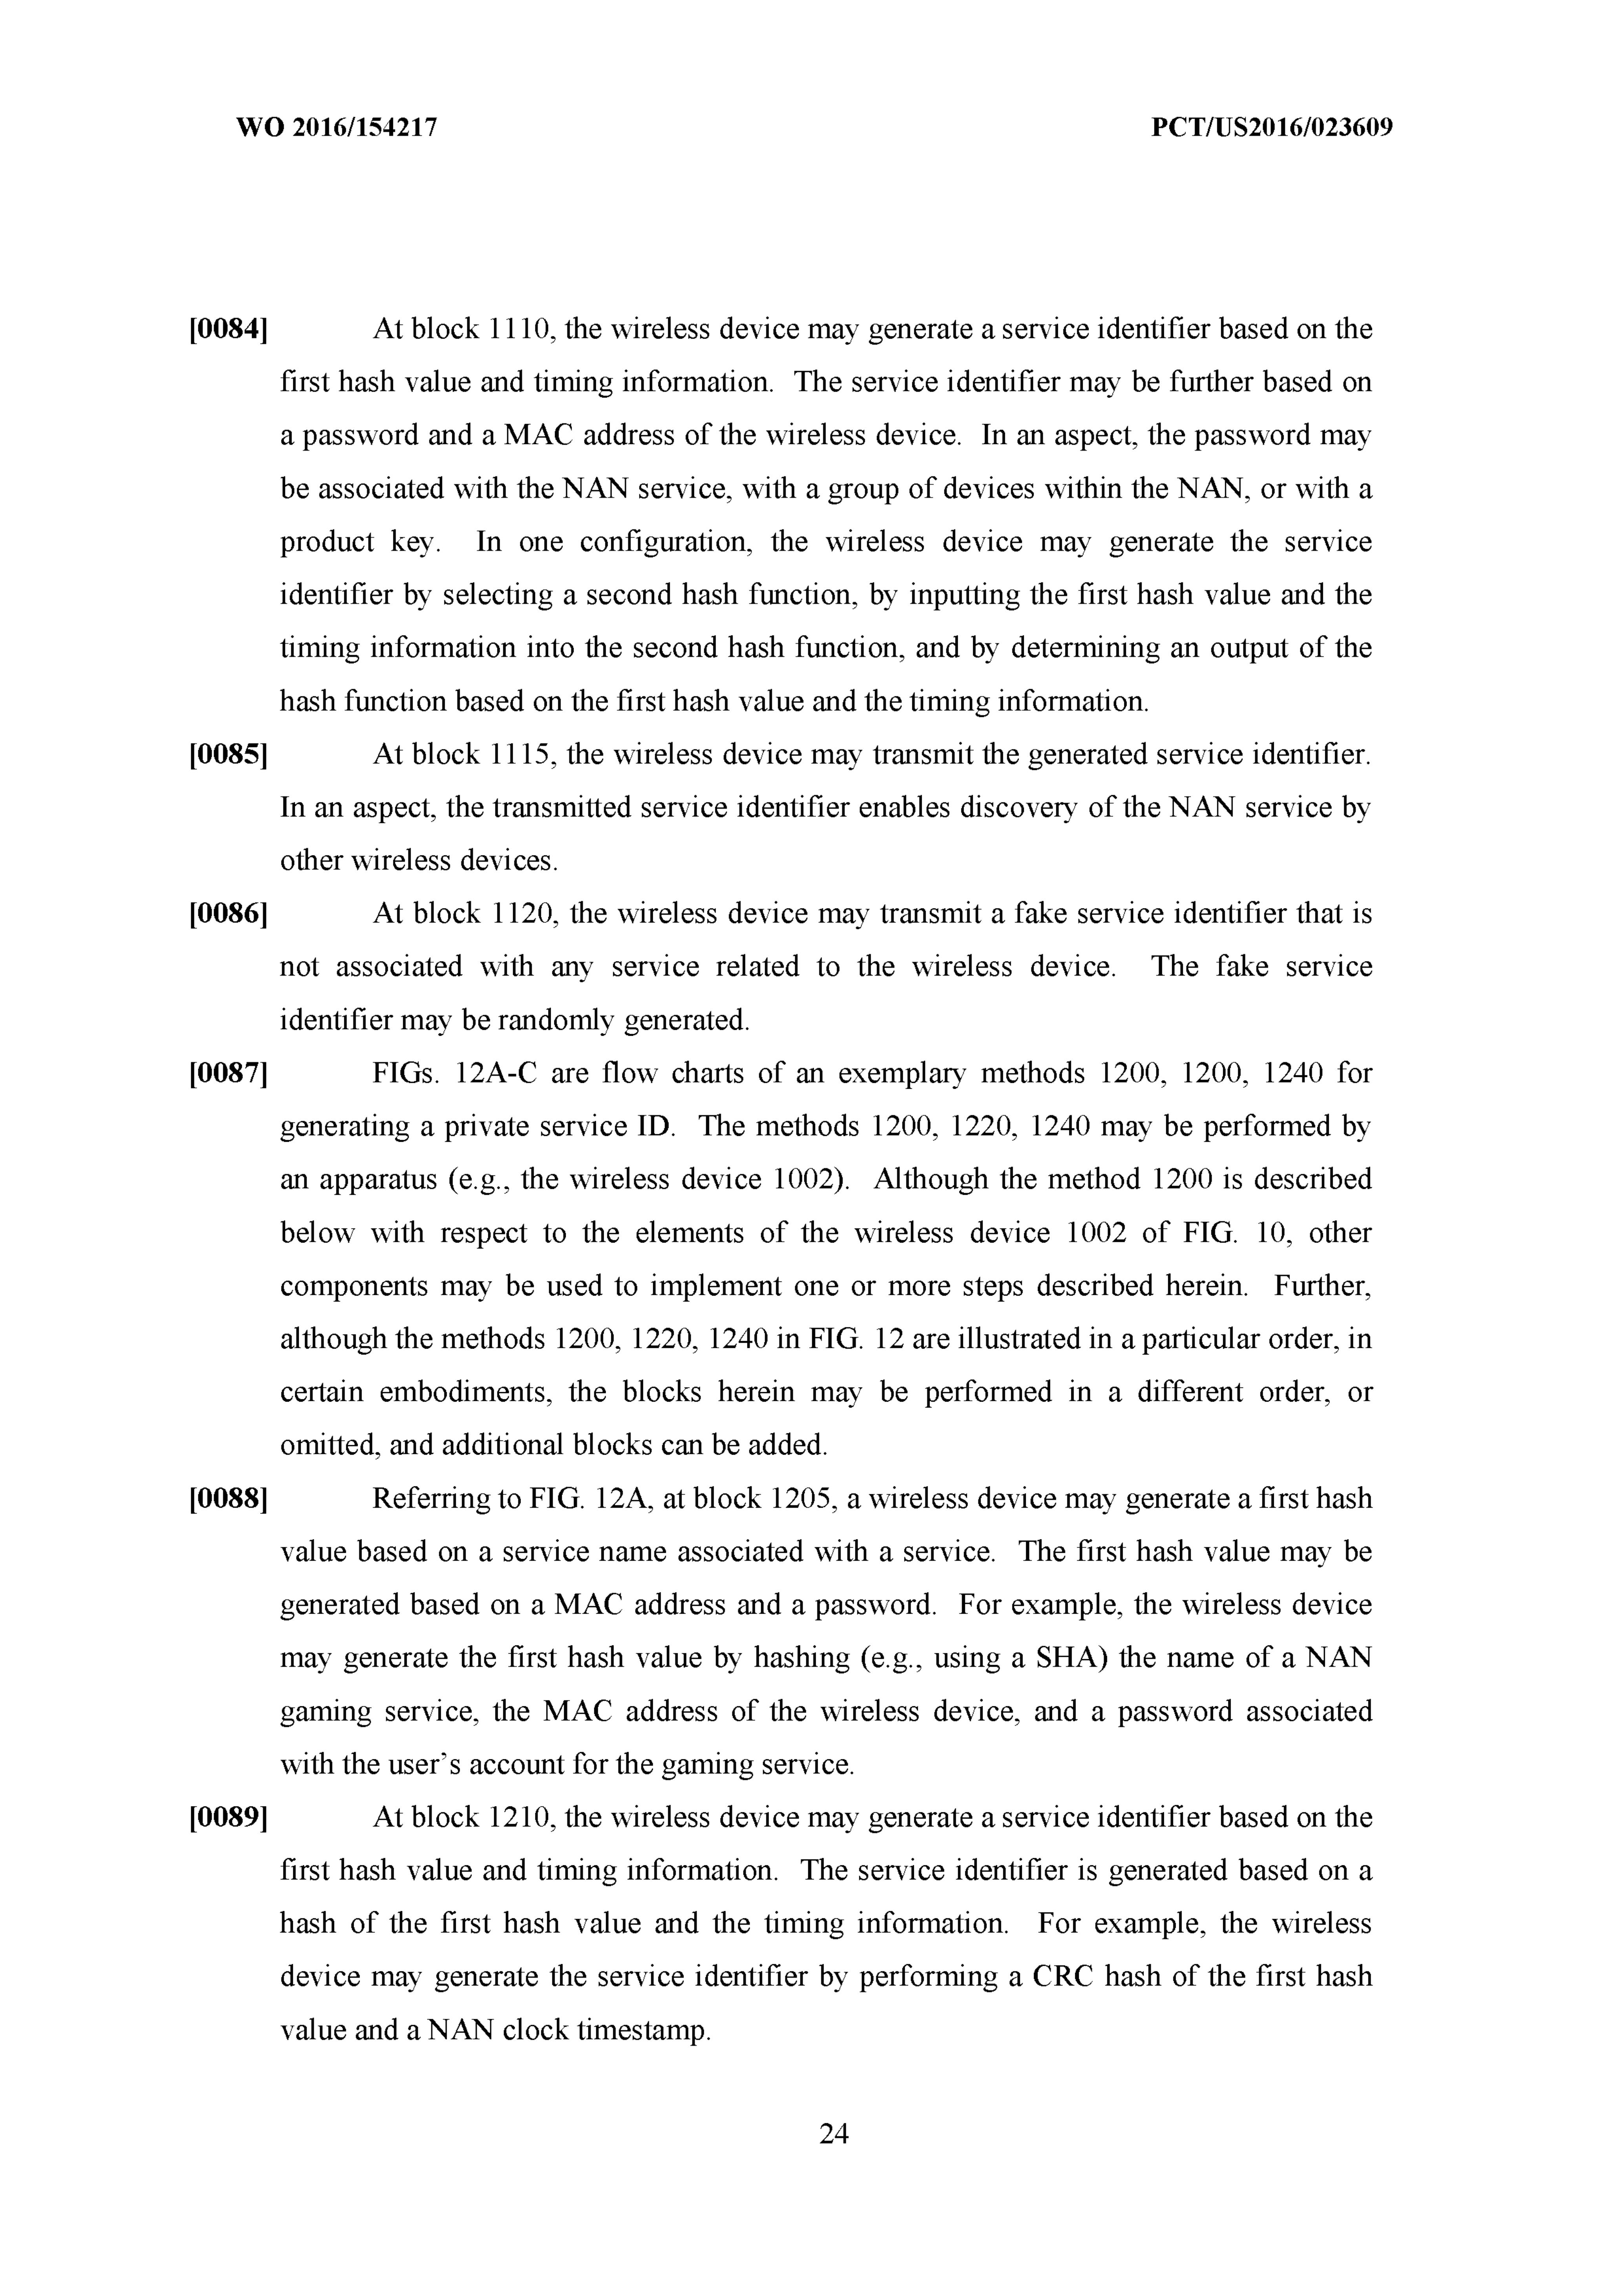 WO 2016/154217 PCT/US2016/023609
[0084] At block 1110, the wireless device may generate a service identifier based on the
first hash value and timing information. The service identifier may be further based on
a password and a MAC address of the wireless device. In an aspect, the password may
be associated with the NAN service, with a group of devices within the NAN, or with a
product key. In one configuration, the wireless device may generate the service
identifier by selecting a second hash function, by inputting the first hash value and the
timing information into the second hash function, and by determining an output of the
hash function based on the first hash value and the timing information.
[0085] At block 1115, the wireless device may transmit the generated service identifier.
In an aspect, the transmitted service identifier enables discovery of the NAN service by
other wireless devices.
[0086] At block 1120, the wireless device may transmit a fake service identifier that is
not associated with any service related to the wireless device. The fake service
identifier may be randomly generated.
[0087] FIGs. 12A-C are flow charts of an exemplary methods 1200, 1200, 1240 for
generating a private service ID. The methods 1200, 1220, 1240 may be performed by
an apparatus (e.g., the wireless device 1002). Although the method 1200 is described
below with respect to the elements of the wireless device 1002 of FIG. 10, other
components may be used to implement one or more steps described herein. Further,
although the methods 1200, 1220, 1240 in FIG. 12 are illustrated in a particular order, in
certain embodiments, the blocks herein may be performed in a different order, or
omitted, and additional blocks can be added.
[0088] Referring to FIG. 12A, at block 1205, a wireless device may generate a first hash
value based on a service name associated with a service. The first hash value may be
generated based on a MAC address and a password. For example, the wireless device
may generate the first hash value by hashing (e.g., using a SHA) the name of a NAN
gaming service, the MAC address of the wireless device, and a password associated
with the user’s account for the gaming service.
[0089] At block 1210, the wireless device may generate a service identifier based on the
first hash value and timing information. The service identifier is generated based on a
hash of the first hash value and the timing information. For example, the wireless
device may generate the service identifier by performing a CRC hash of the first hash
value and a NAN clock timestamp.
24